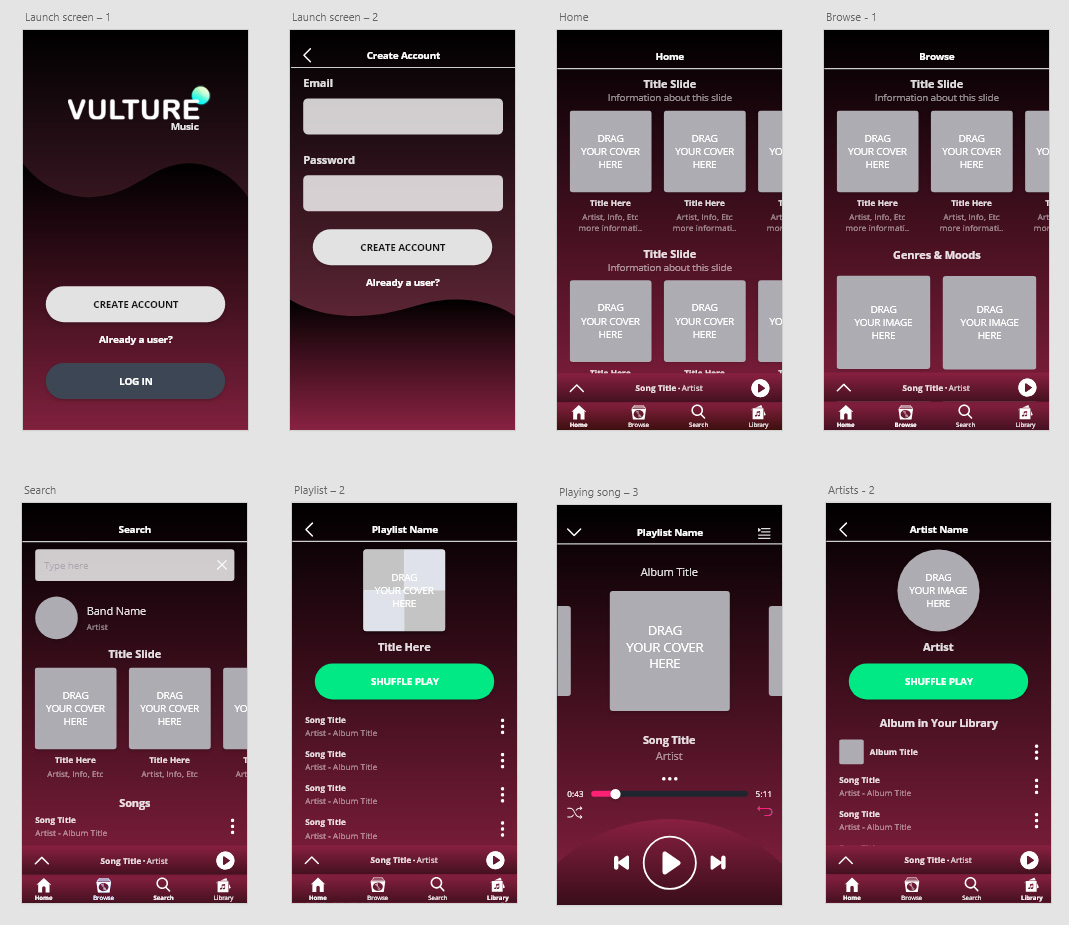 Launch screen – 1
VULTURE
Music
CREATE ACCOUNT
Already a user?
LOG IN
Launch screen – 2
Create Account
Email
Password
CREATE ACCOUNT
Already a user?
Home
Home
Title Slide
Information about this slide
DRAG
YOUR COVER
HERE
DRAG
YOUR COVER
HERE
YO
Title Here
Artist, Info, Etc
more informati..
Title Here
Artist, Info, Etc
more informati..
T
Art
mo
Title Slide
Information about this slide
DRAG
YOUR COVER
HERE
DRAG
YOUR COVER
HERE
YO
Title Here
Title Here
Song Title • Artist
Home
Browse
Search
Library
Browse - 1
Browse
Title Slide
Information about this slide
DRAG
YOUR COVER
HERE
DRAG
YOUR COVER
HERE
YO
Title Here
Artist, Info, Etc
more informati..
Title Here
Artist, Info, Etc
more informati..
T
Art
mo
Genres & Moods
DRAG
YOUR IMAGE
HERE
DRAG
YOUR IMAGE
HERE
Song Title • Artist
Home
Browse
Search
Library
Search
Search
Type here
Band Name
Artist
Title Slide
DRAG
YOUR COVER
HERE
DRAG
YOUR COVER
HERE
YO
Title Here
Artist, Info, Etc
Title Here
Artist, Info, Etc
T
Art
Songs
Song Title
Artist - Album Title
Song Title • Artist
Home
Browse
Search
Library
Playlist – 2
Playlist Name
DRAG
YOUR COVER
HERE
Title Here
SHUFFLE PLAY
Song Title
Artist - Album Title
Song Title
Artist - Album Title
Song Title
Artist - Album Title
Song Title
Artist - Album Title
Song Title • Artist
Home
Browse
Search
Library
Playing song – 3
Playlist Name
Album Title
DRAG
YOUR COVER
HERE
Song Title
Artist
0:43
5:11
Artists - 2
Artist Name
DRAG
YOUR IMAGE
HERE
Artist
SHUFFLE PLAY
Album in Your Library
Album Title
Song Title
Artist - Album Title
Song Title
Artist - Album Title
Song Title • Artist
Home
Browse
Search
Library